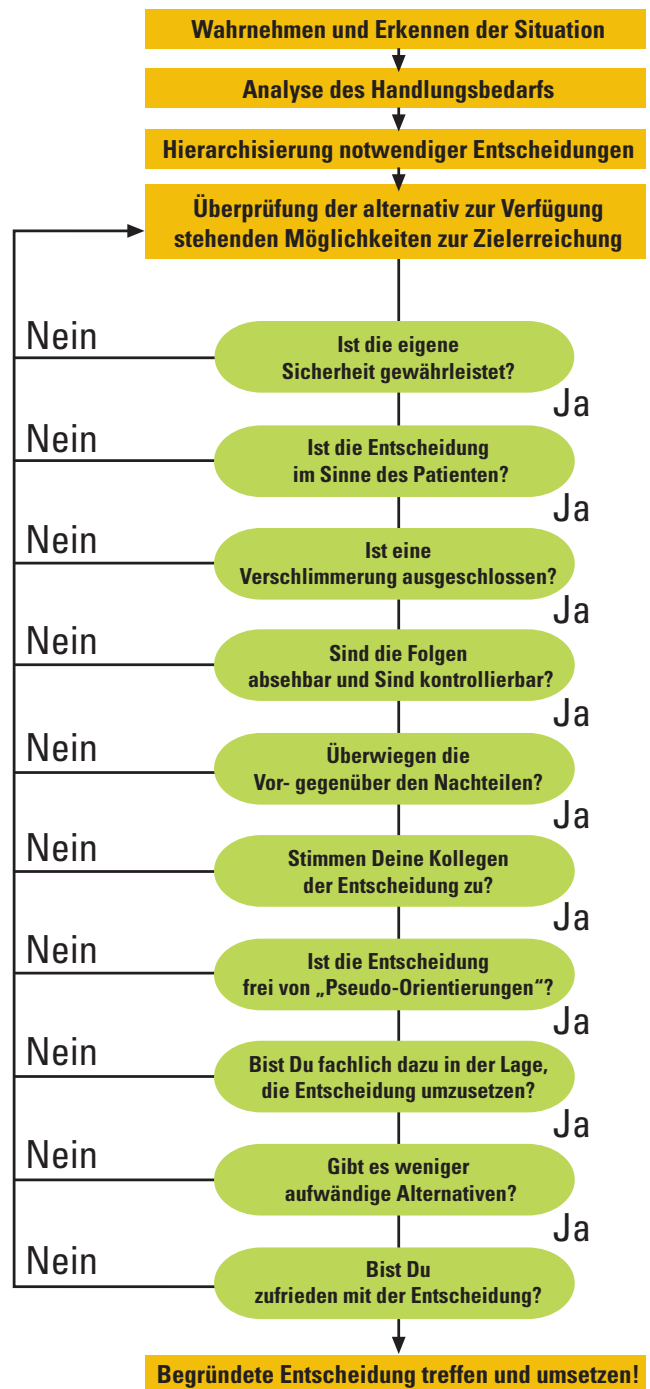 Wahrnehmen und Erkennen der Situation
Analyse des Handlungsbedarfs
Hierarchisierung notwendiger Entscheidungen
Überprüfung der alternativ zur Verfügung
stehenden Möglichkeiten zur Zielerreichung
Nein
Ist die eigene
Sicherheit gewährleistet?
Ja
Nein
Ist die Entscheidung
im Sinne des Patienten?
Ja
Nein
Ist eine
Verschlimmerung ausgeschlossen?
Ja
Nein
Sind die Folgen
absehbar und Sind kontrollierbar?
Ja
Nein
Überwiegen die
Vor- gegenüber den Nachteilen?
Ja
Nein
Stimmen Deine Kollegen
der Entscheidung zu?
Ja
Nein
Ist die Entscheidung
frei von „Pseudo-Orientierungen“?
Ja
Nein
Bist Du fachlich dazu in der Lage,
die Entscheidung umzusetzen?
Ja
Nein
Gibt es weniger
aufwändige Alternativen?
Ja
Nein
Bist Du
zufrieden mit der Entscheidung?
Begründete Entscheidung treffen und umsetzen!